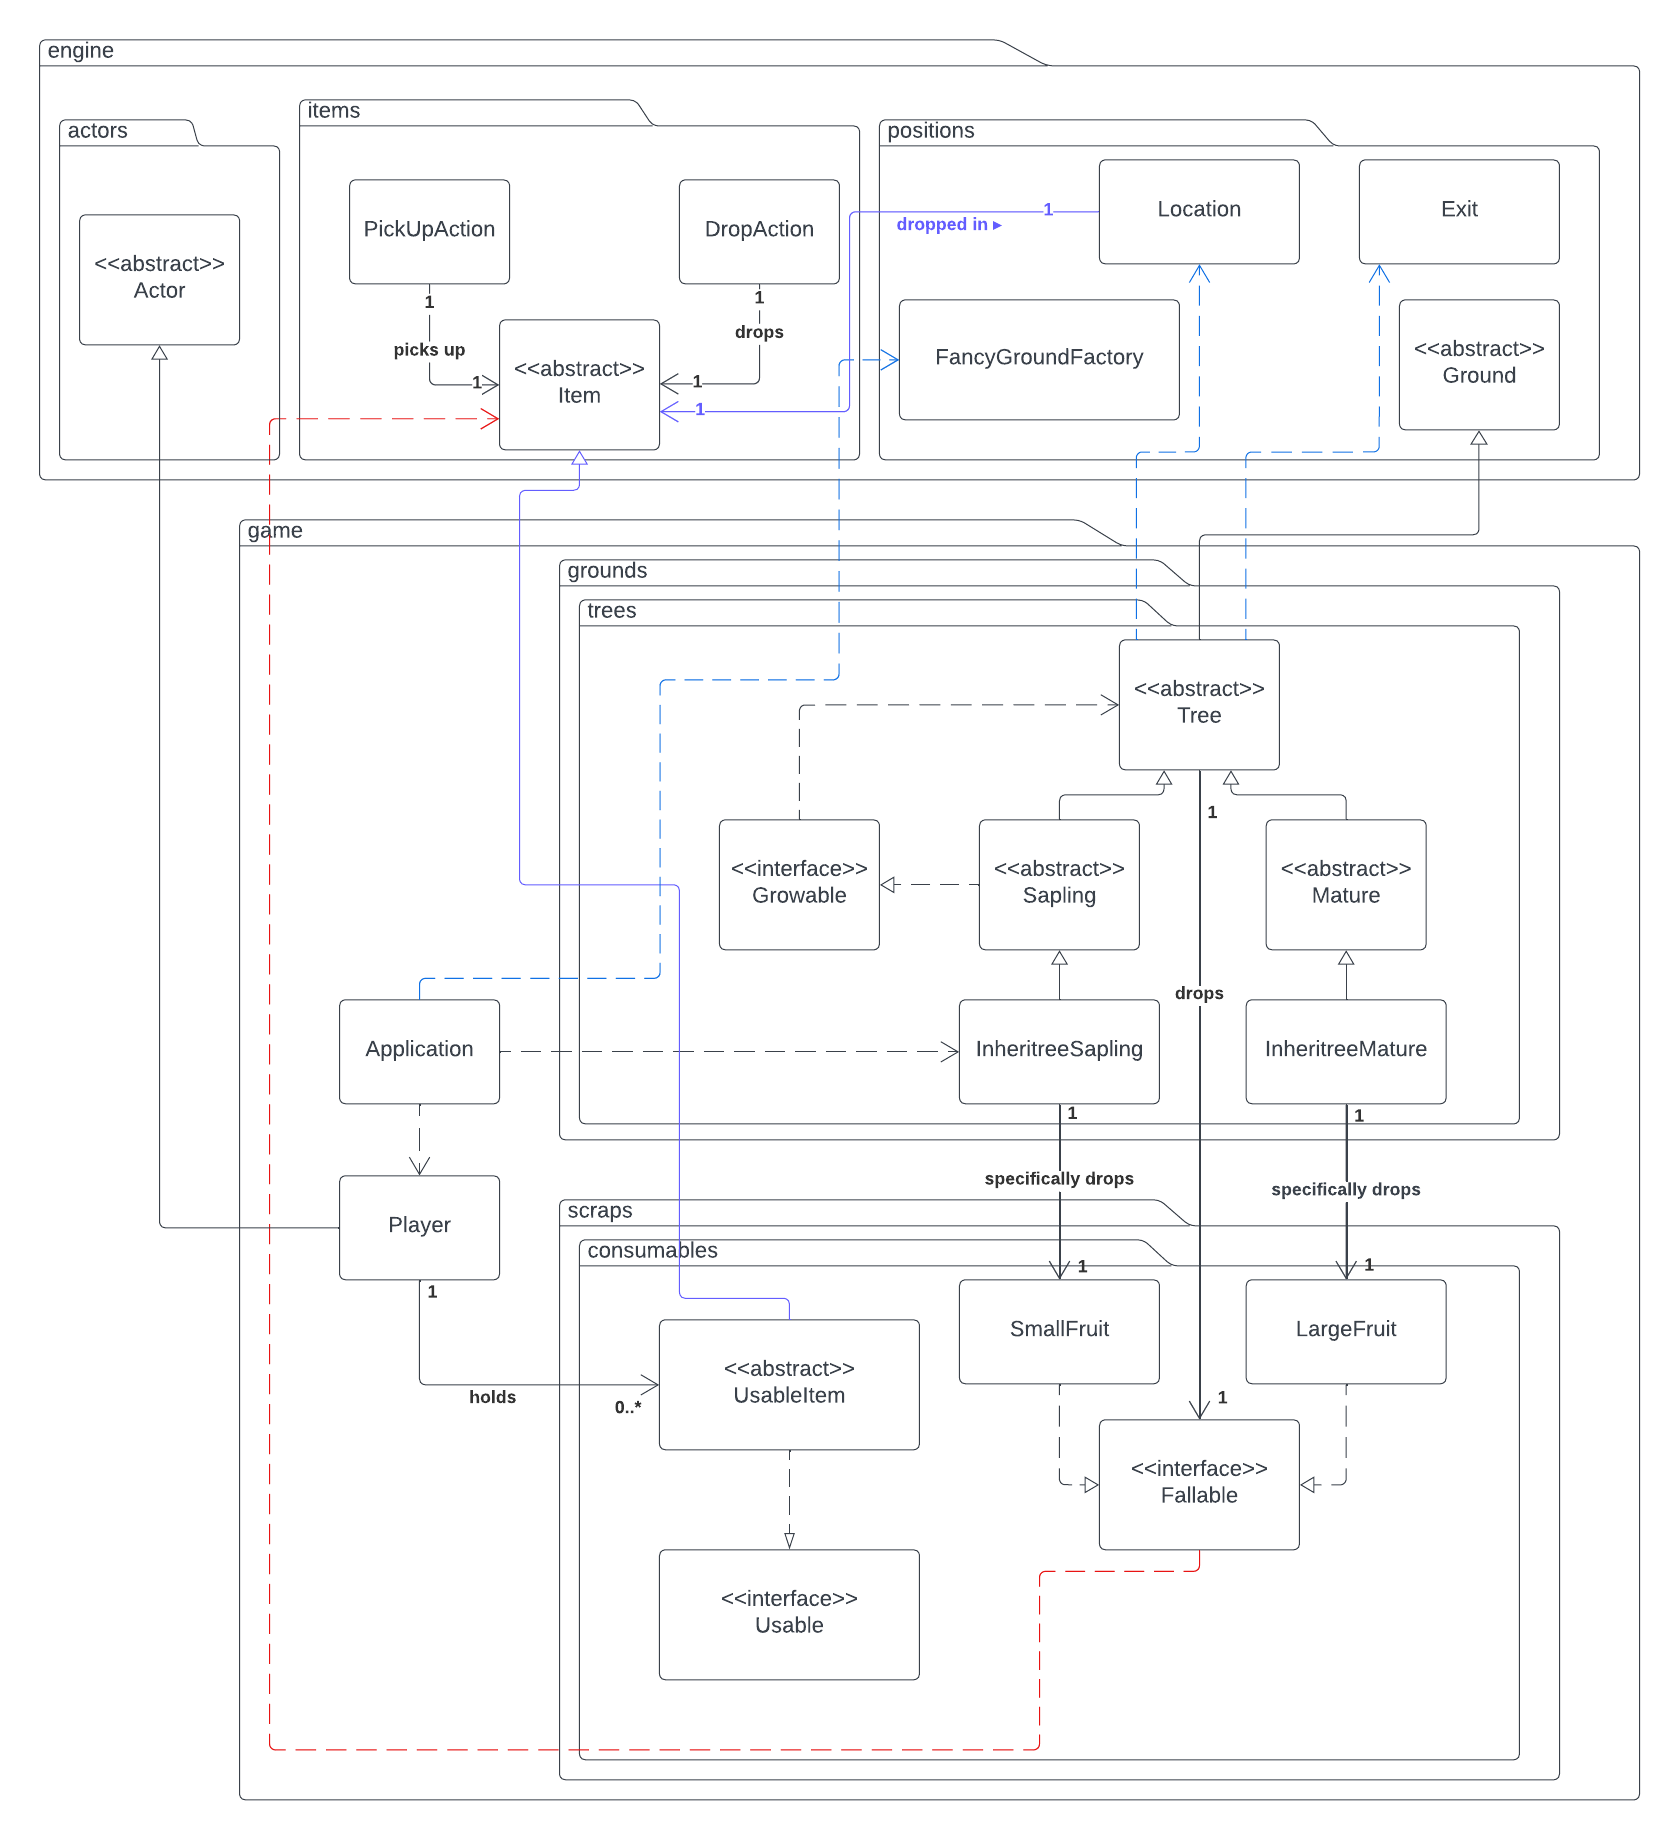 engine
actors
<<abstract>>
Actor
items
PickUpAction
DropAction
1
picks up
1
1
drops
1
1
<<abstract>>
Item
positions
Location
Exit
1
dropped in ▸
FancyGroundFactory
<<abstract>>
Ground
game
grounds
trees
<<abstract>>
Tree
1
<<interface>>
Growable
<<abstract>>
Sapling
<<abstract>>
Mature
drops
Application
InheritreeSapling
InheritreeMature
1
1
specifically drops
specifically drops
Player
1
holds
0..*
scraps
consumables
1
1
SmallFruit
LargeFruit
<<abstract>>
UsableItem
1
<<interface>>
Fallable
<<interface>>
Usable